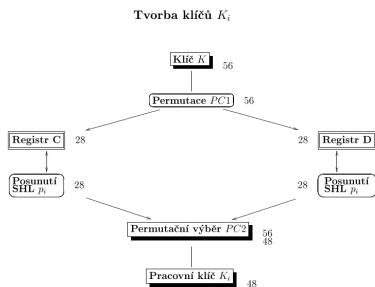 Tvorba klíčů K_i
Klíč K
56
Permutace PC1
56
Registr C
28
28
Registr D
Posunutí
SHL p_i
28
28
Posunutí
SHL p_i
Permutační výběr PC2
56
48
Pracovní klíč K_i
48